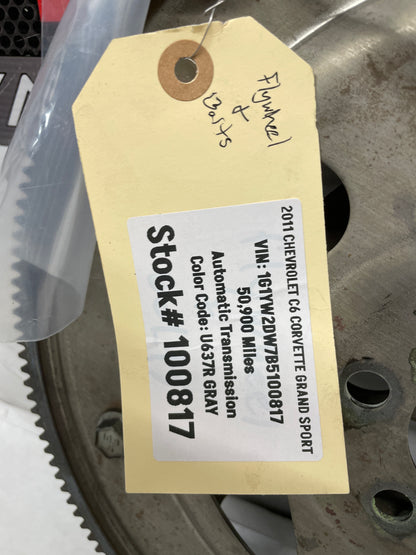 Flywheel
+
Bolts
2011 CHEVROLET C6 CORVETTE GRAND SPORT
VIN: 1G1YW2DW7B5100817
50,900 Miles
Automatic Transmission
Color Code: U637R GRAY
Stock# 100817